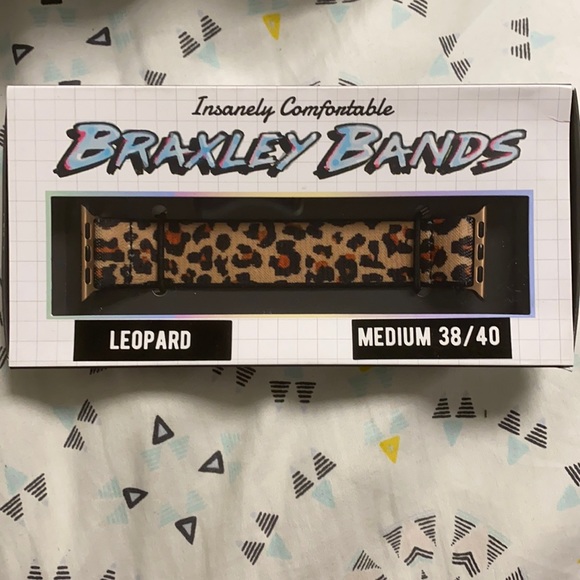 Insanely Comfortable
BRAXLEY BANDS
LEOPARD
MEDIUM 38/40